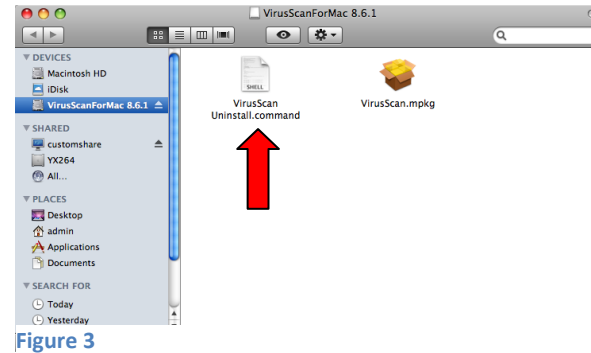 VirusScanForMac 8.6.1
DEVICES
Macintosh HD
iDisk
VirusScanForMac 8.6.1
SHARED
customshare
YX264
All...
PLACES
Desktop
admin
Applications
Documents
SEARCH FOR
Today
Yesterday
SHELL
VirusScan
Uninstall.command
VirusScan.mpkg
Figure 3